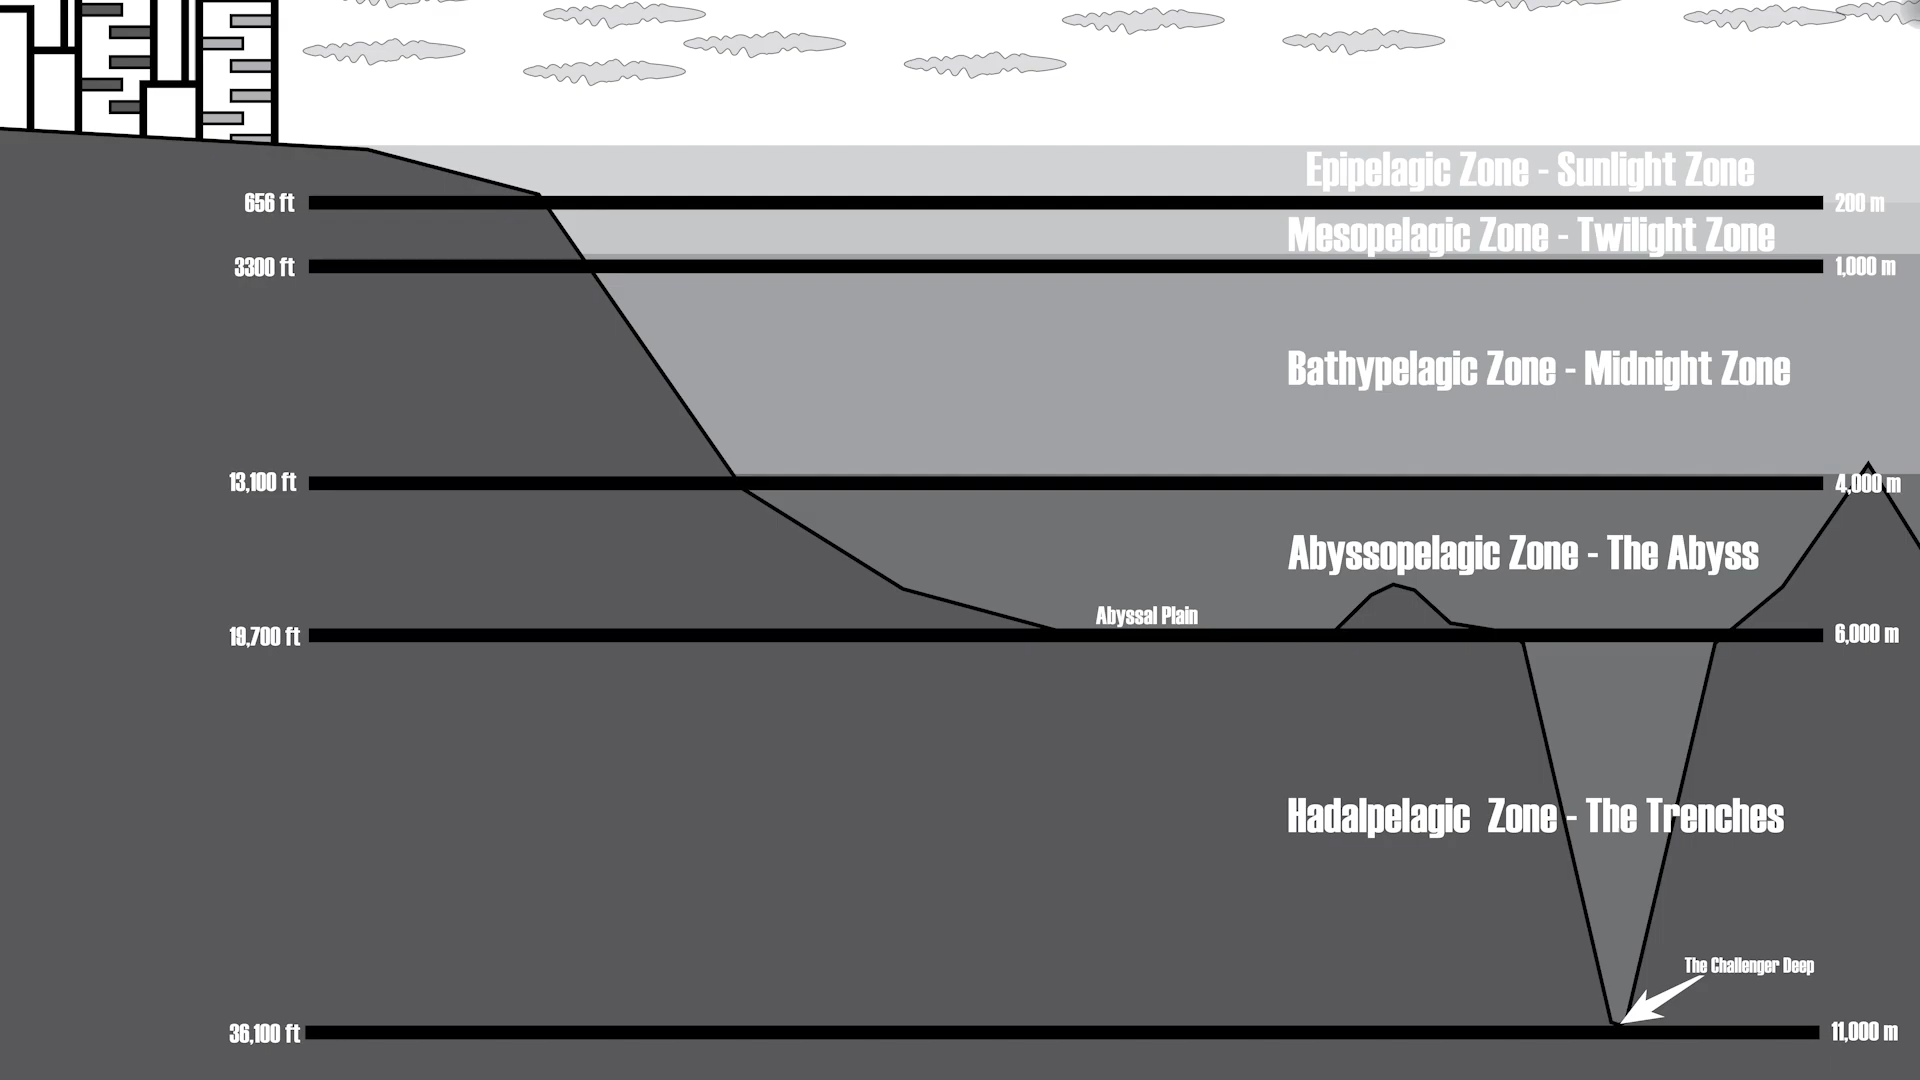 Epipelagic Zone - Sunlight Zone
656 ft
200 m
Mesopelagic Zone - Twilight Zone
3300 ft
1,000 m
Bathypelagic Zone - Midnight Zone
13,100 ft
4,000 m
Abyssopelagic Zone - The Abyss
Abyssal Plain
19,700 ft
6,000 m
Hadalpelagic Zone - The Trenches
The Challenger Deep
36,100 ft
11,000 m